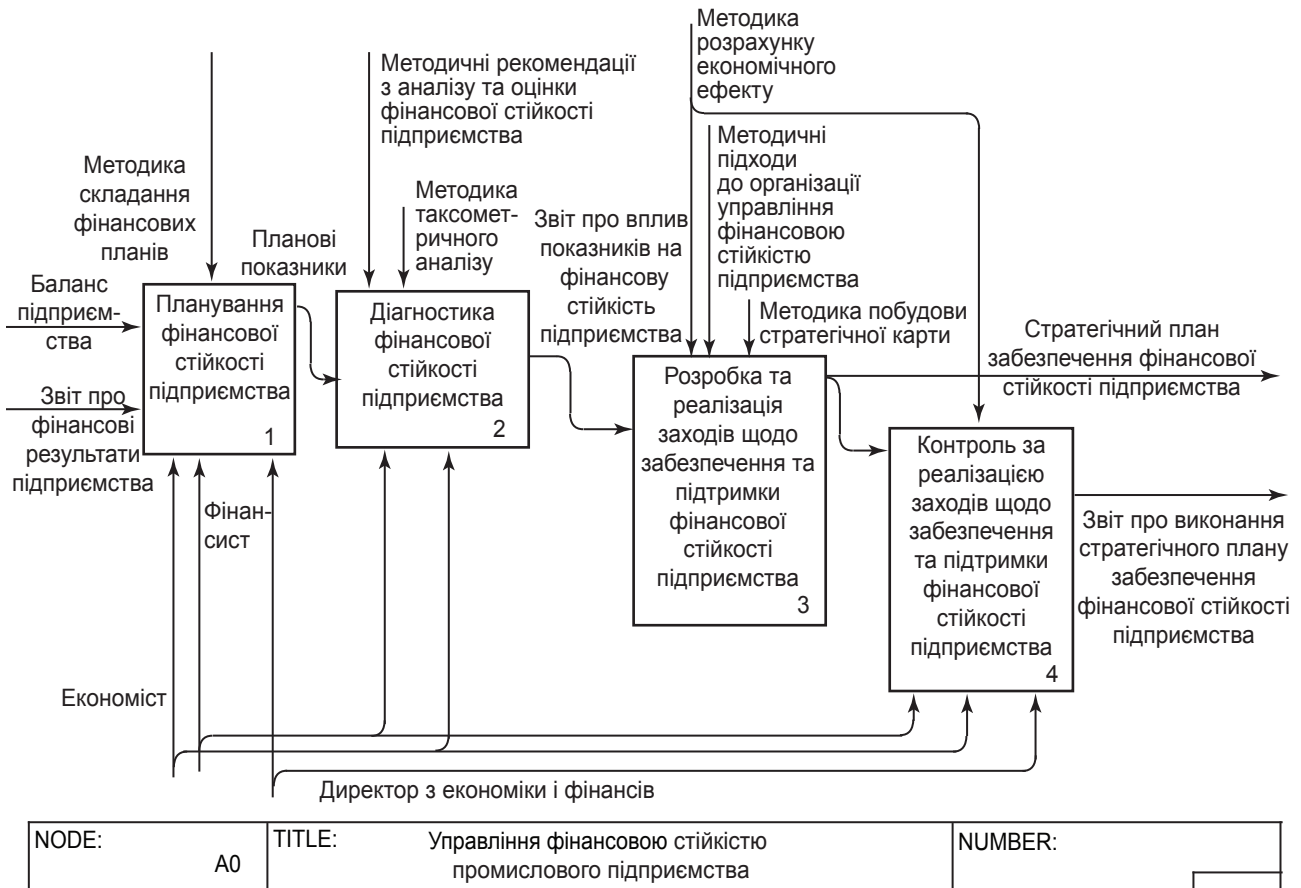 Методика
розрахунку
економічного
ефекту
Методичні рекомендації
з аналізу та оцінки
фінансової стійкості
підприємства
Методичні
підходи
до організації
управління
фінансовою
стійкістю
підприємства
Методика
складання
фінансових
планів
Методика
таксомет-
ричного
аналізу
Звіт про вплив
показників на
фінансову
стійкість
підприємства
Планові
показники
Баланс
підприєм-
ства
Планування
фінансової
стійкості
підприємства
1
Діагностика
фінансової
стійкості
підприємства
2
Методика побудови
стратегічної карти
Стратегічний план
забезпечення фінансової
стійкості підприємства
Звіт про
фінансові
результати
підприємства
Розробка та
реалізація
заходів щодо
забезпечення та
підтримки
фінансової
стійкості
підприємства
3
Контроль за
реалізацією
заходів щодо
забезпечення
та підтримки
фінансової
стійкості
підприємства
4
Фінан-
сист
Звіт про виконання
стратегічного плану
забезпечення
фінансової стійкості
підприємства
Економіст
Директор з економіки і фінансів
NODE:
A0
TITLE:
Управління фінансовою стійкістю
промислового підприємства
NUMBER: